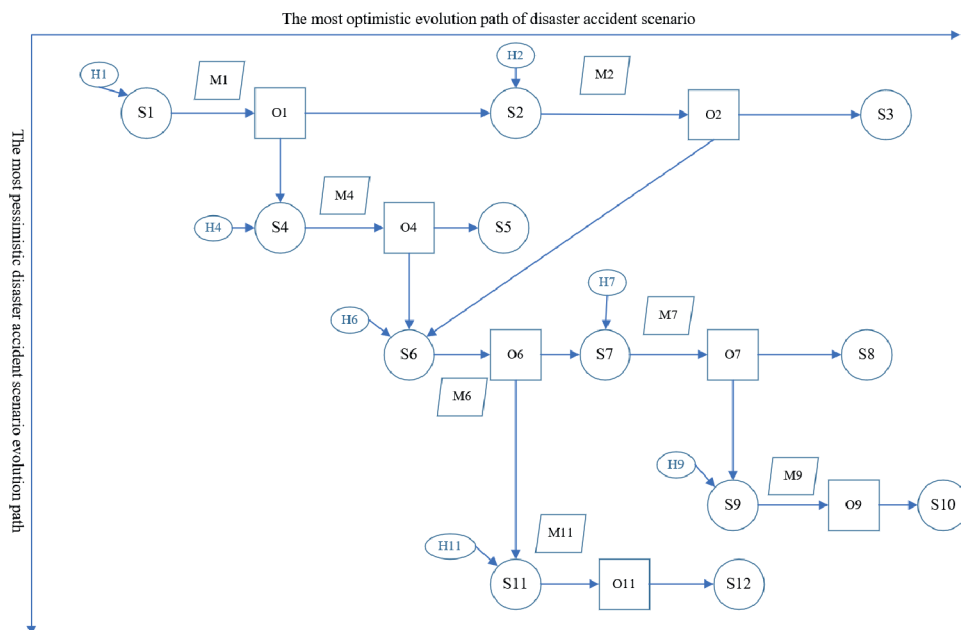 The most optimistic evolution path of disaster accident scenario
The most pessimistic disaster accident scenario evolution path
H1
M1
H2
M2
S1
O1
S2
O2
S3
M4
H4
S4
O4
S5
H7
H6
M7
S6
O6
S7
O7
S8
M6
H9
M9
S9
O9
S10
H11
M11
S11
O11
S12